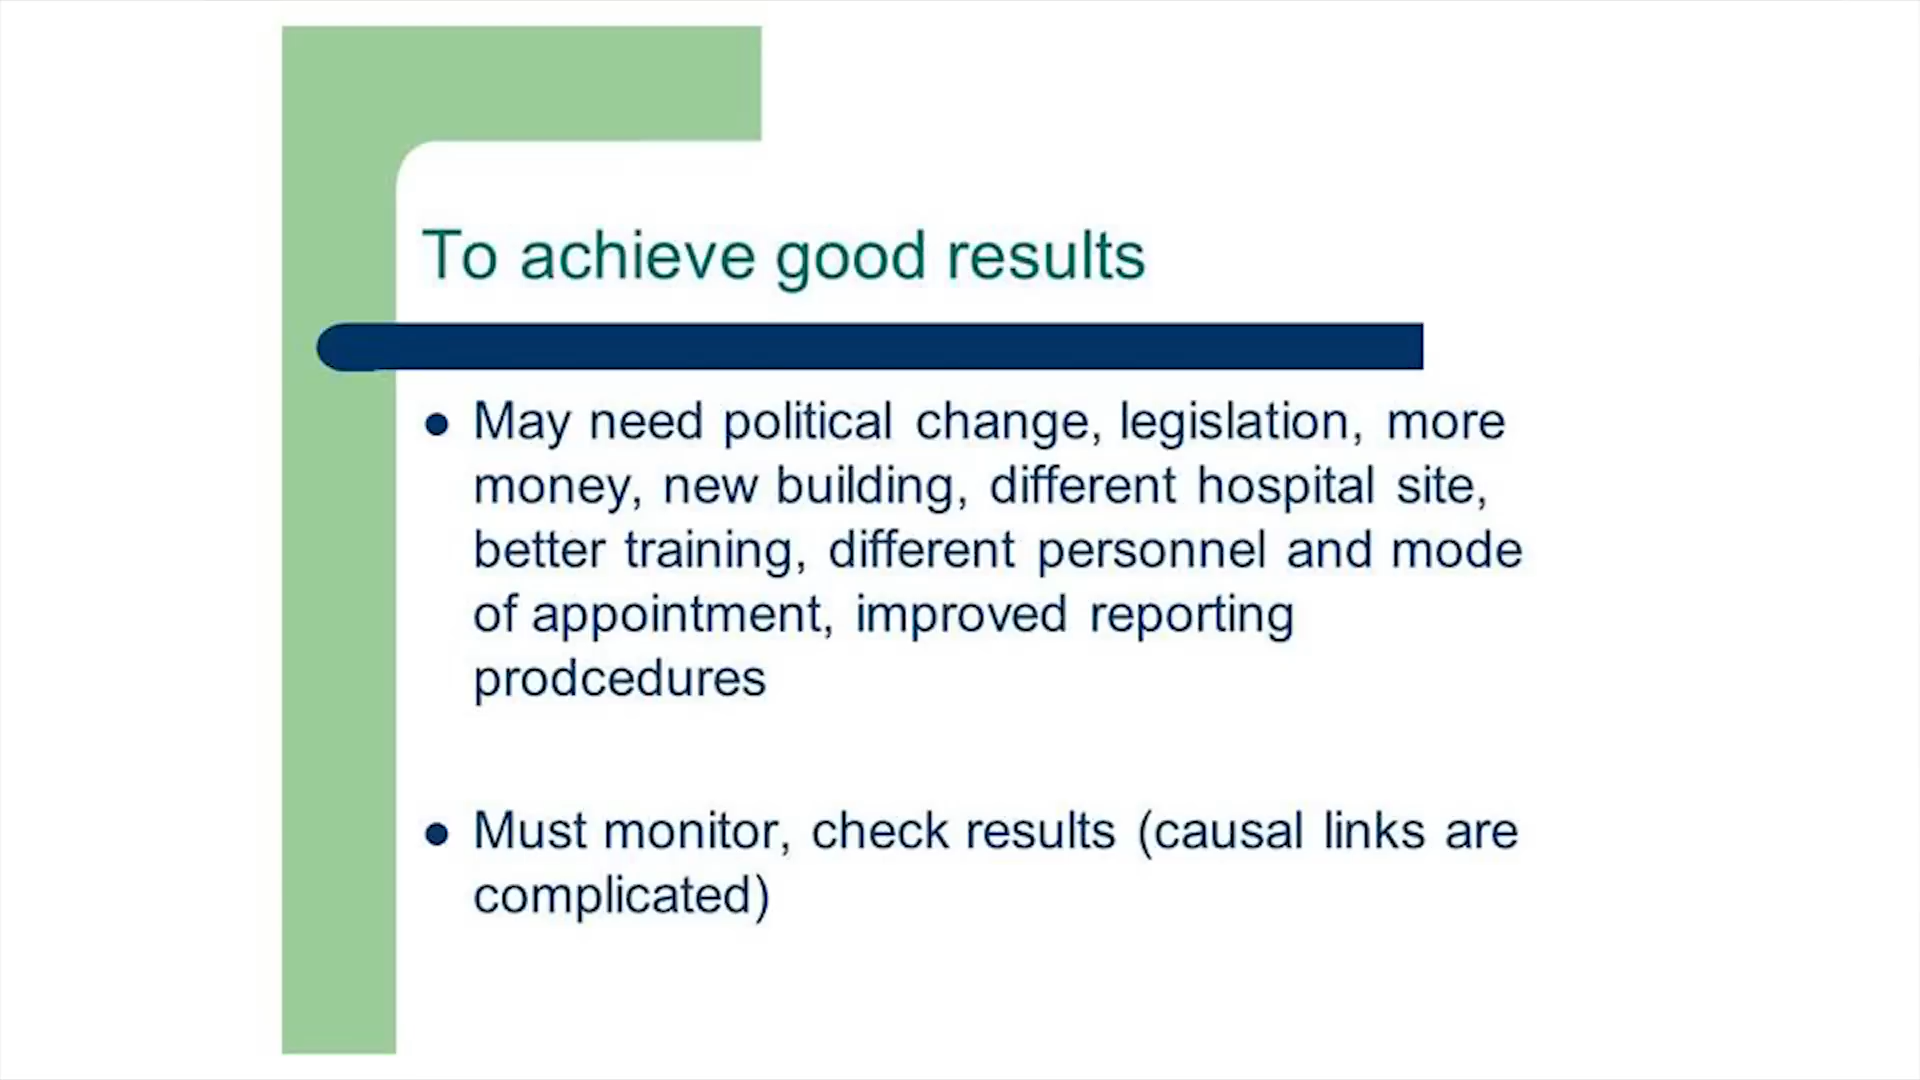 To achieve good results
● May need political change, legislation, more
money, new building, different hospital site,
better training, different personnel and mode
of appointment, improved reporting
prodcedures
● Must monitor, check results (causal links are
complicated)